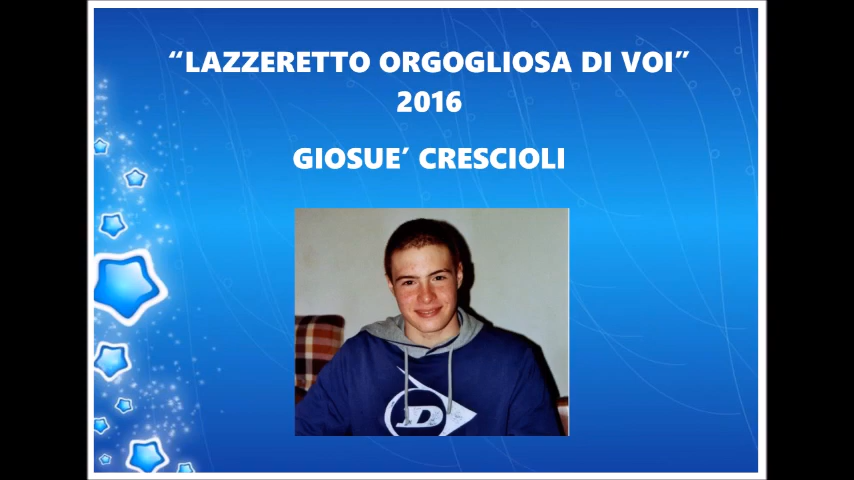 “LAZZERETTO ORGOGLIOSA DI VOI”
2016
GIOSUE’ CRESCIOLI
D